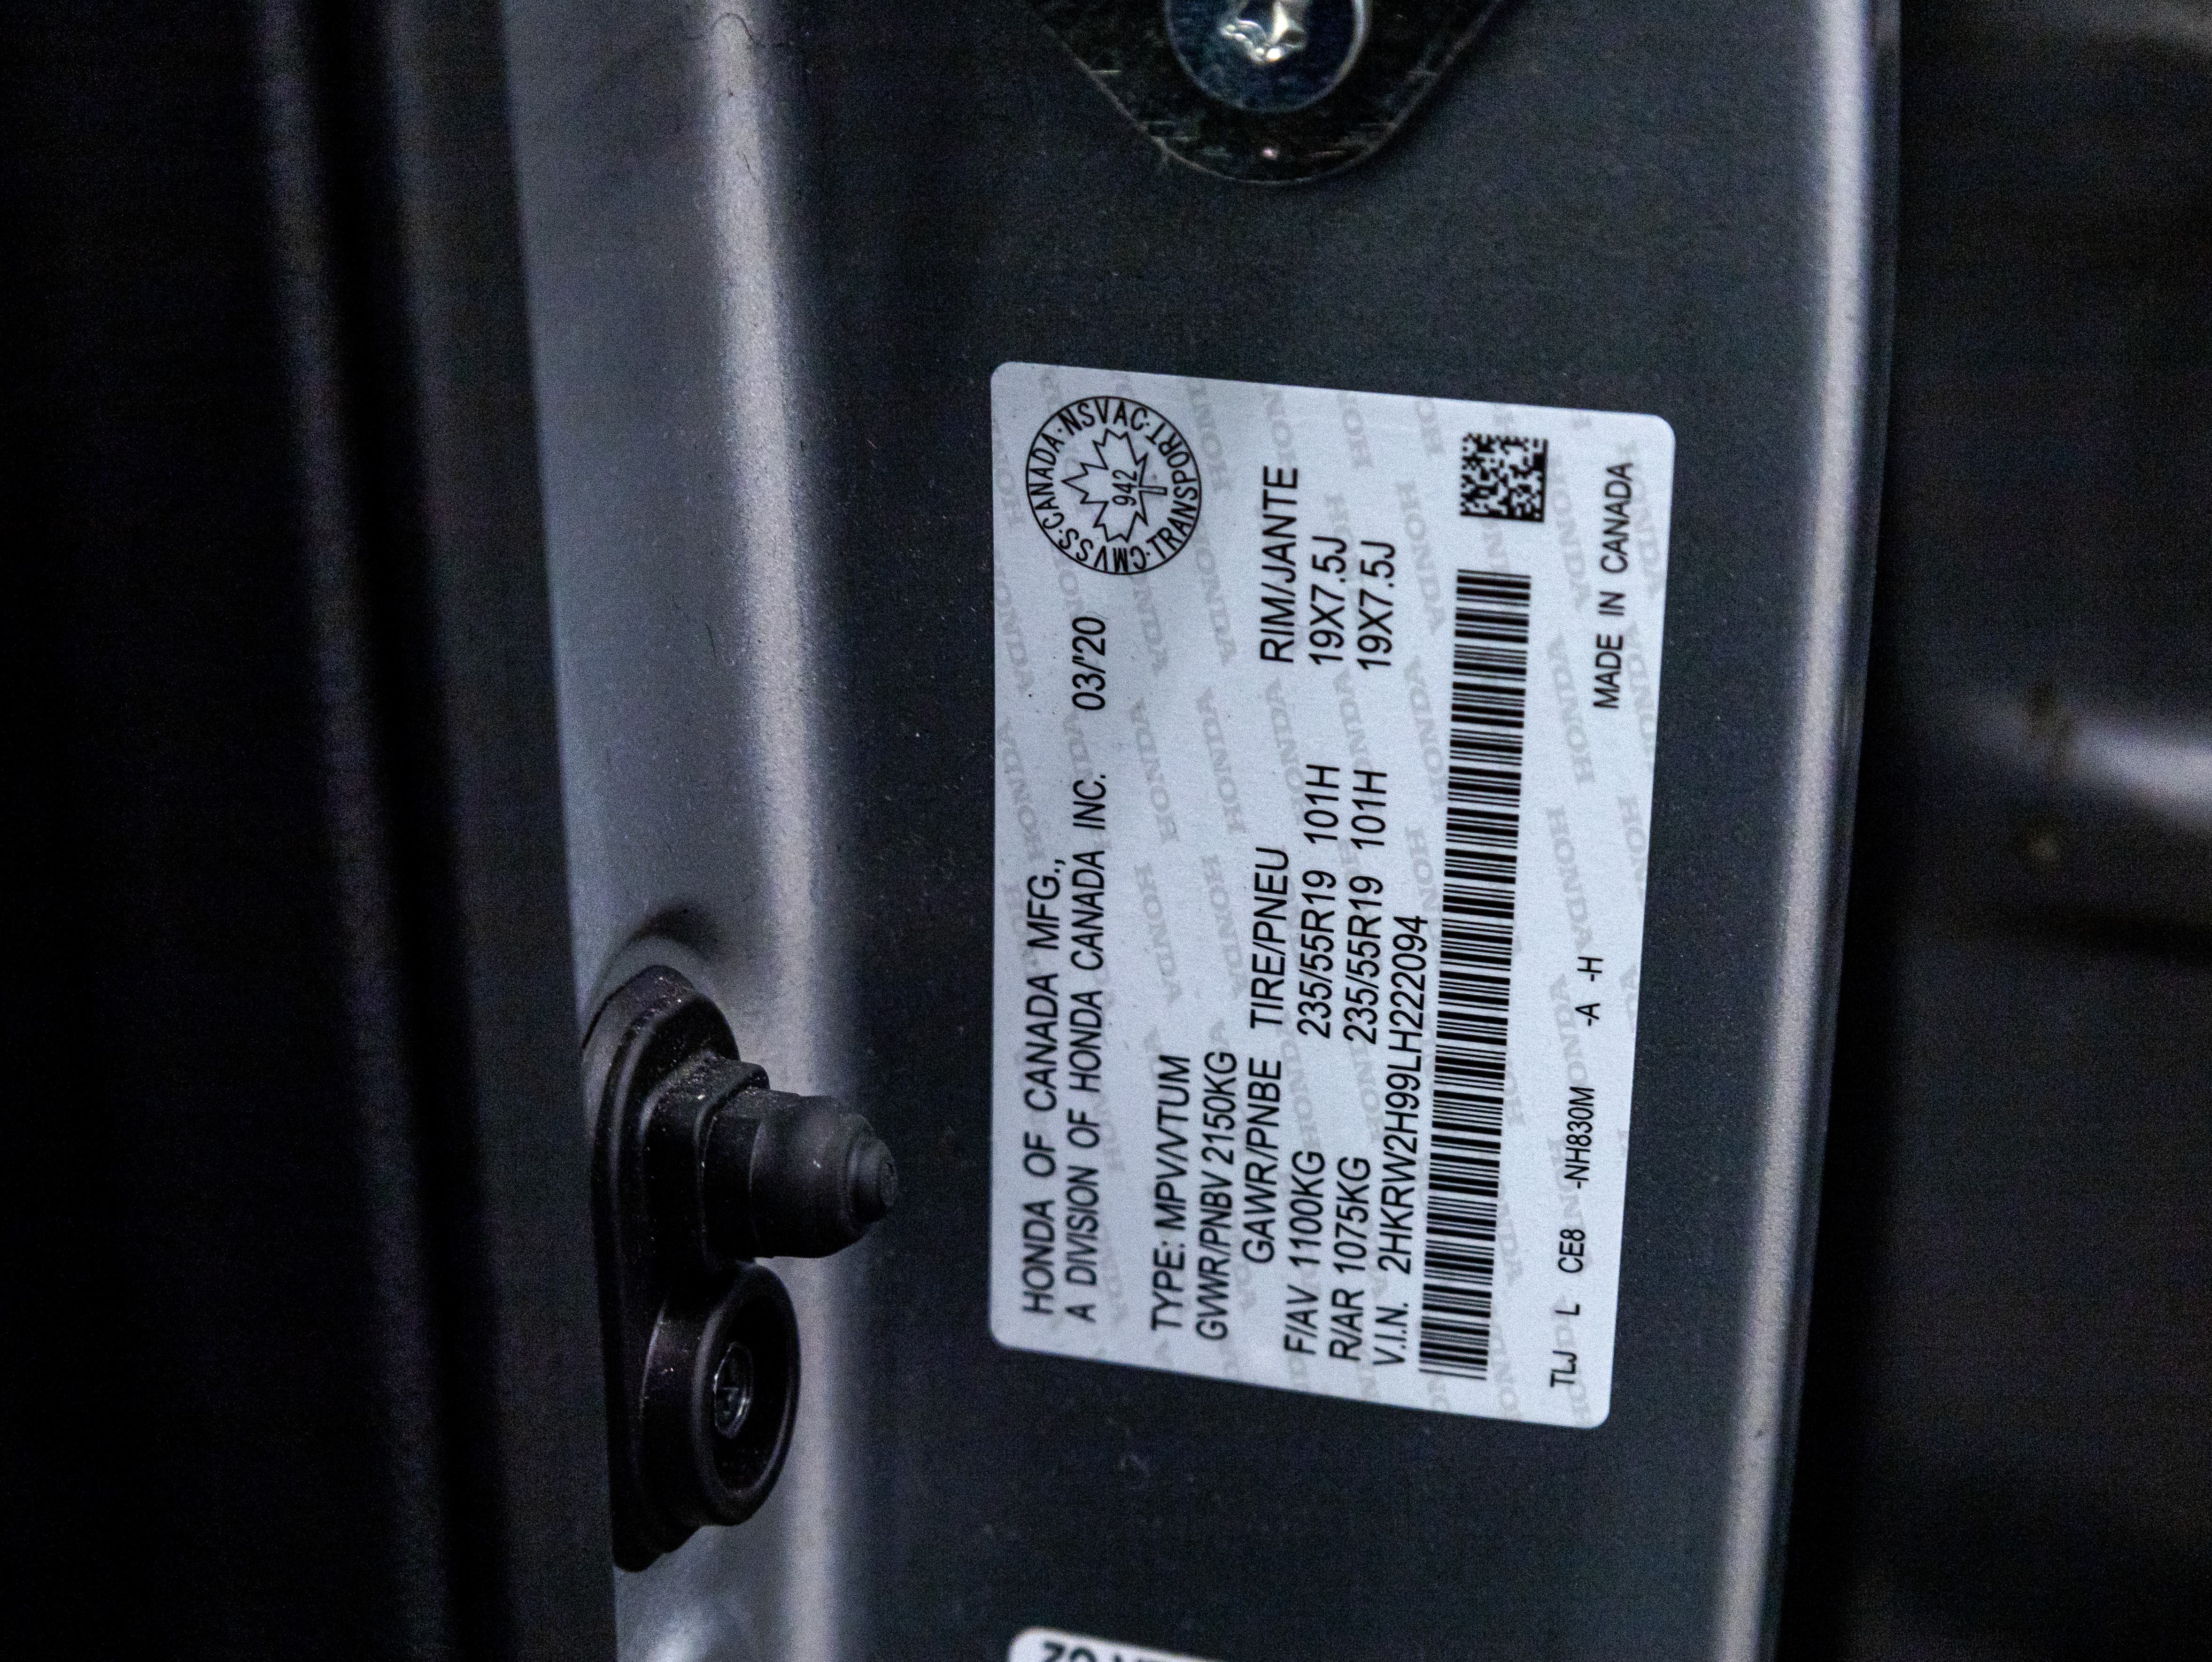 HONDA OF CANADA MFG.,
A DIVISION OF HONDA CANADA INC. 03/'20
CMVSS·CANADA·NSVAC·TRANSPORT·
942
TYPE: MPV/VTUM
GVWR/PNBV 2150KG
GAWR/PNBE TIRE/PNEU RIM/JANTE
F/AV 1100KG 235/55R19 101H 19X7.5J
R/AR 1075KG 235/55R19 101H 19X7.5J
V.I.N. 2HKRW2H99LH222094
TLJ L CE8 -NH830M -A -H MADE IN CANADA